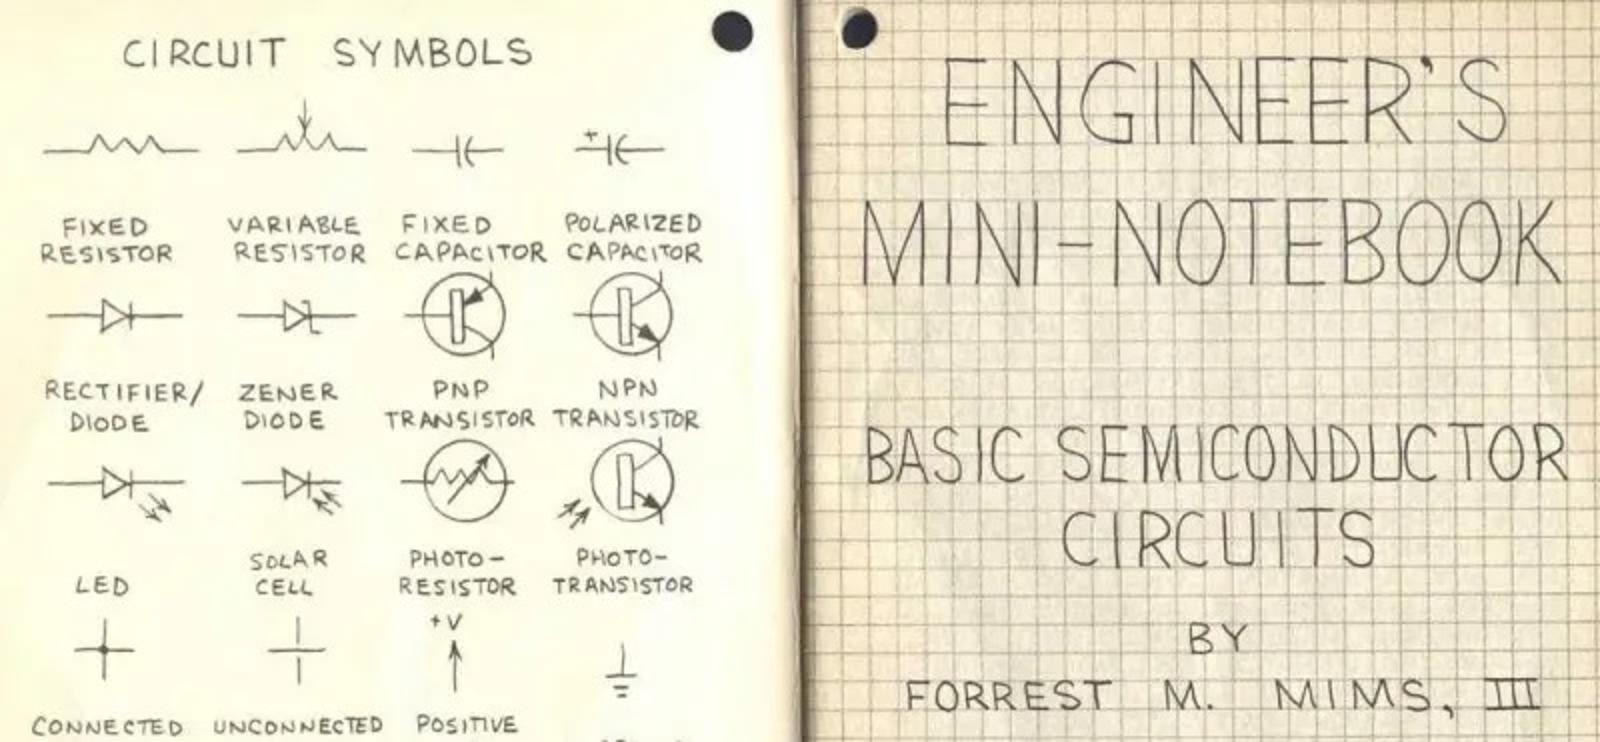 CIRCUIT SYMBOLS
+
FIXED VARIABLE FIXED POLARIZED
RESISTOR RESISTOR CAPACITOR CAPACITOR
RECTIFIER/ ZENER PNP NPN
DIODE DIODE TRANSISTOR TRANSISTOR
SOLAR PHOTO- PHOTO-
LED CELL RESISTOR TRANSISTOR
+V
CONNECTED UNCONNECTED POSITIVE
ENGINEER'S
MINI-NOTEBOOK
BASIC SEMICONDUCTOR
CIRCUITS
BY
FORREST M. MIMS, III